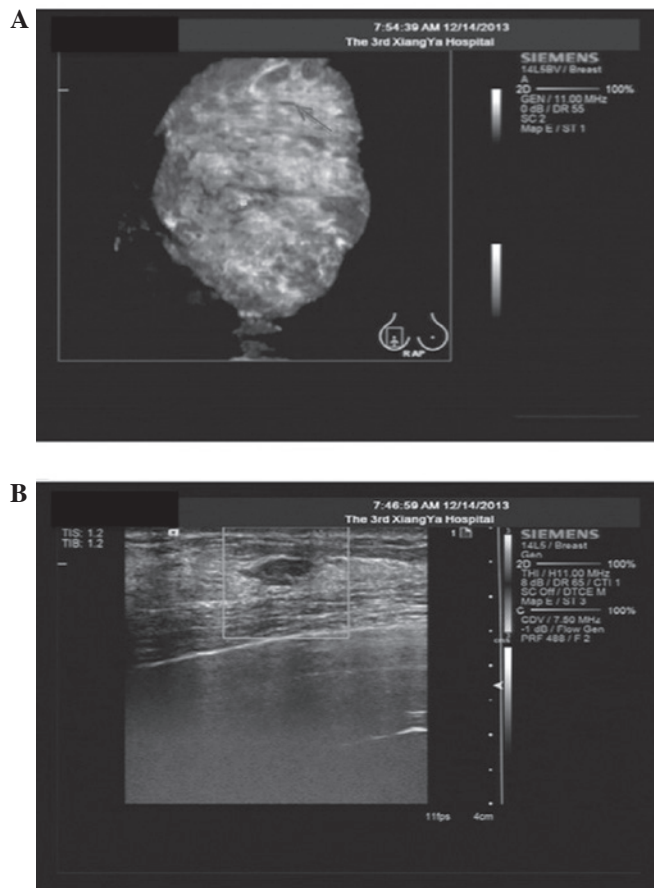 A
7:54:39 AM 12/14/2013
The 3rd XiangYa Hospital
SIEMENS
14L5BV / Breast
A
2D 100%
GEN / 11.00 MHz
0 dB / DR 55
SC 2
Map E / ST 1
R AP
B
7:46:59 AM 12/14/2013
The 3rd XiangYa Hospital
TIS: 1.2
TIB: 1.2
1
SIEMENS
14L5 / Breast
Gen
2D 100%
THI / H11.00 MHz
8 dB / DR 65 / CTI 1
SC Off / DTCE M
Map E / ST 3
C 100%
CDV / 7.50 MHz
-1 dB / Flow Gen
PRF 488 / F 2
11fps 4cm